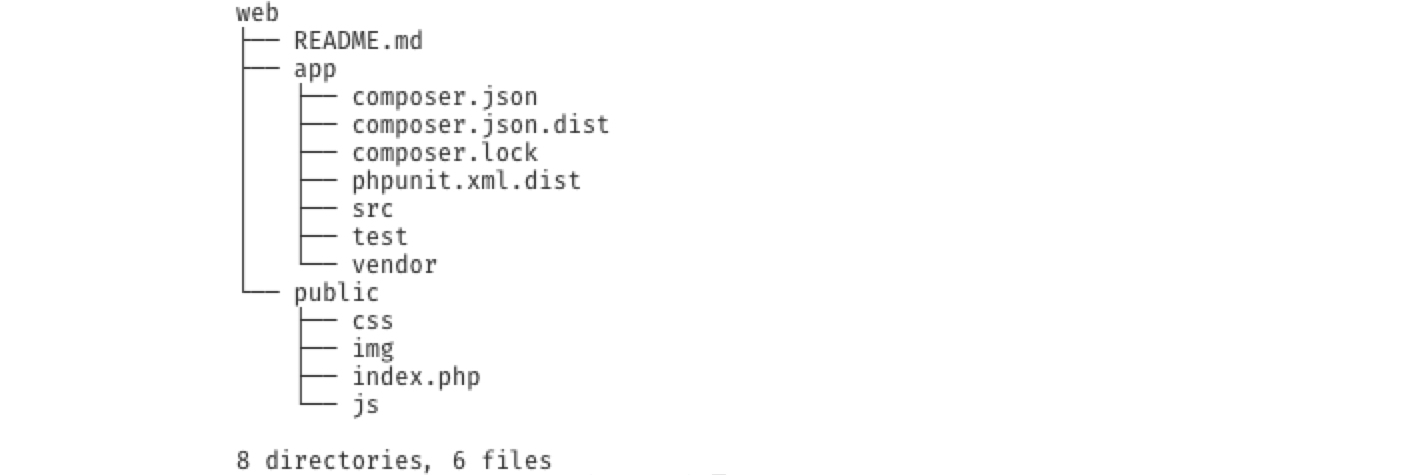 web
├── README.md
├── app
│   ├── composer.json
│   ├── composer.json.dist
│   ├── composer.lock
│   ├── phpunit.xml.dist
│   ├── src
│   ├── test
│   └── vendor
└── public
    ├── css
    ├── img
    ├── index.php
    └── js

8 directories, 6 files